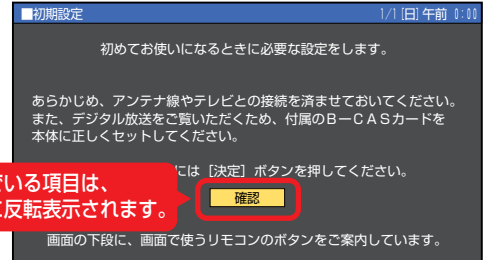 ■初期設定 1/1[日]午前 0:00
初めてお使いになるときに必要な設定をします。
あらかじめ、アンテナ線やテレビとの接続を済ませておいてください。
また、デジタル放送をご覧いただくため、付属のB－CASカードを
本体に正しくセットしてください。
には［決定］ボタンを押してください。
いる項目は、
反転表示されます。
確認
画面の下段に、画面で使うリモコンのボタンをご案内しています。